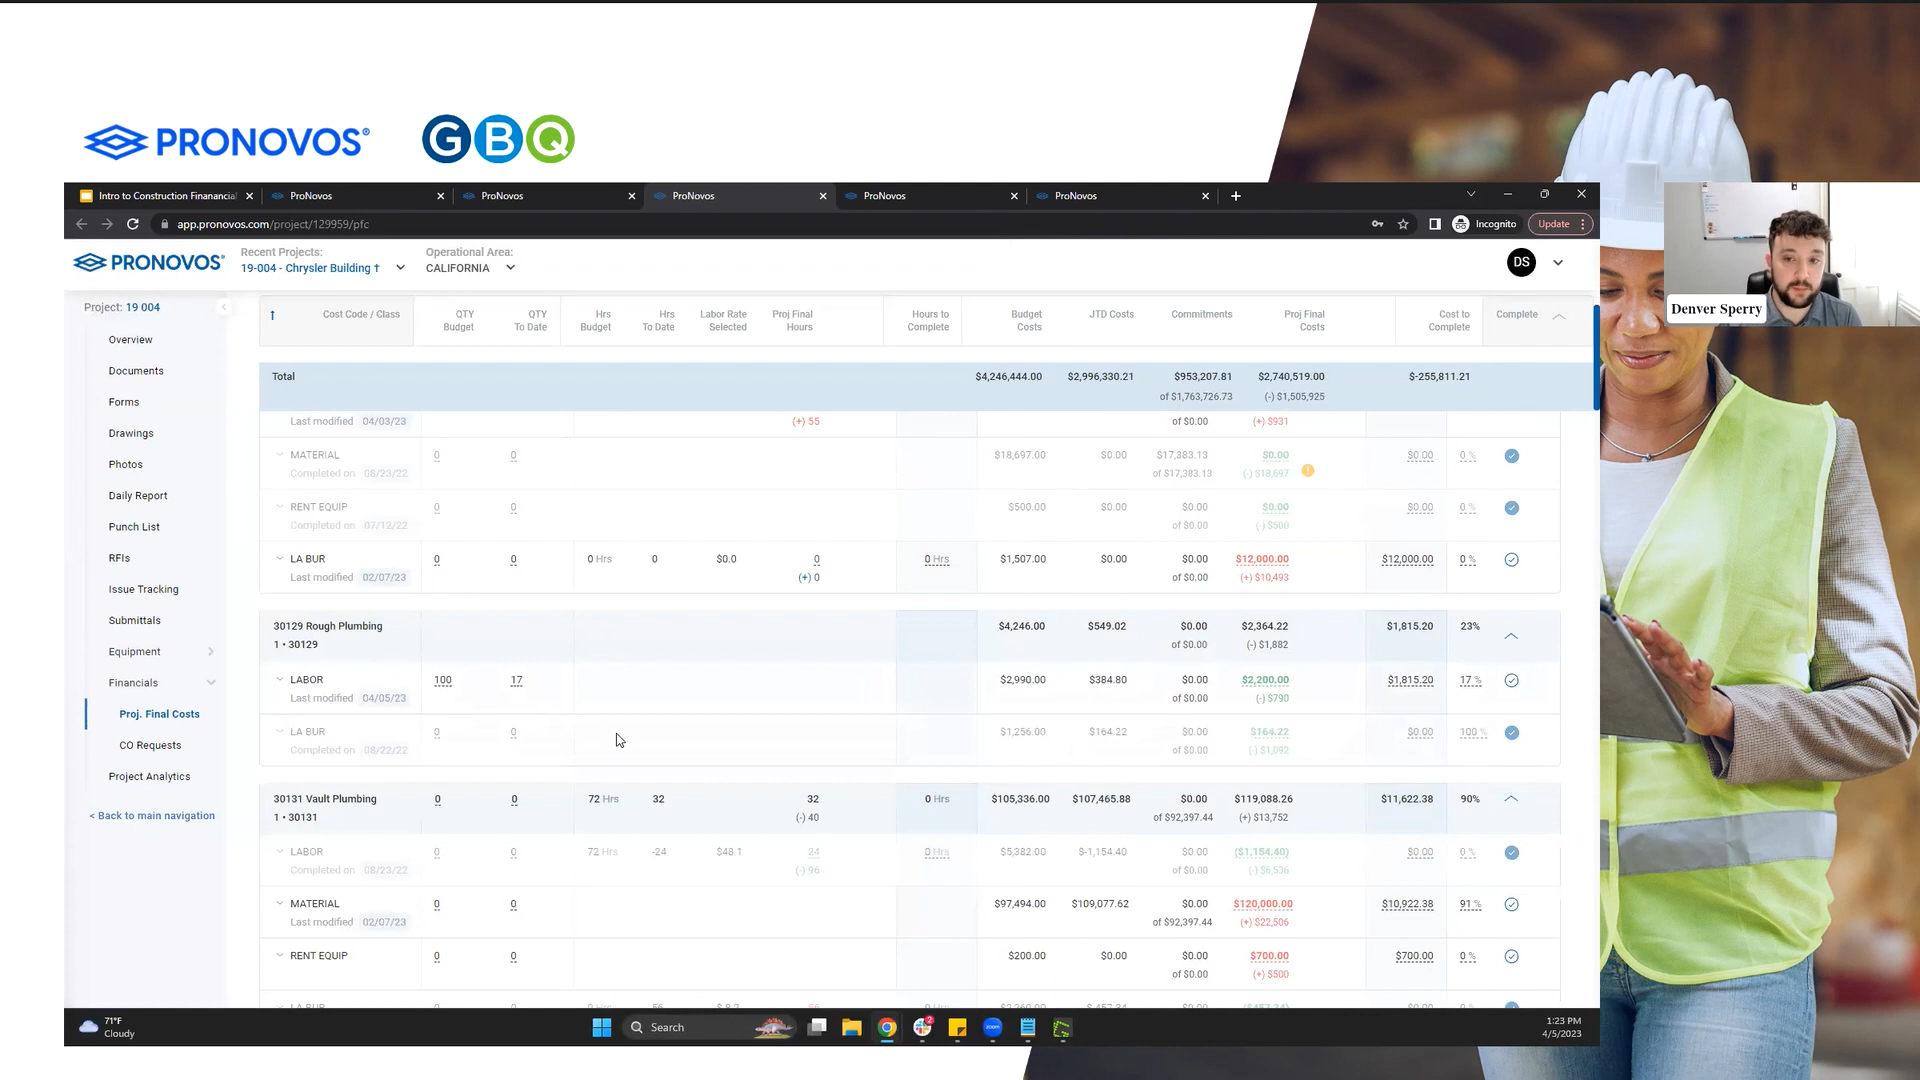 PRONOVOS®
GBQ
Intro to Construction Finanancial
ProNovos
ProNovos
ProNovos
ProNovos
ProNovos
app.pronovos.com/project/129959/pfc
Incognito
Update
PRONOVOS
Recent Projects:
19-004 - Chrysler Building †
Operational Area:
CALIFORNIA
DS
Denver Sperry
Project: 19 004
Overview
Documents
Forms
Drawings
Photos
Daily Report
Punch List
RFIs
Issue Tracking
Submittals
Equipment
Financials
Proj. Final Costs
CO Requests
Project Analytics
< Back to main navigation
Cost Code / Class
QTY Budget
QTY To Date
Hrs Budget
Hrs To Date
Labor Rate Selected
Proj Final Hours
Hours to Complete
Budget Costs
JTD Costs
Commitments
Proj Final Costs
Cost to Complete
Complete
Total $4,246,444.00 $2,996,330.21 $953,207.81 $2,740,519.00 $-255,811.21
of $1,763,726.73 (-) $1,505,925
Last modified 04/03/23 (+) 55 of $0.00 (+) $931
MATERIAL 0 0 $18,697.00 $0.00 $17,383.13 $0.00 $0.00 0 %
Completed on 08/23/22 of $17,383.13 (-) $18,697
RENT EQUIP 0 0 $500.00 $0.00 $0.00 $0.00 $0.00 0 %
Completed on 07/12/22 of $0.00 (-) $500
LA BUR 0 0 0 Hrs 0 $0.0 0 0 Hrs $1,507.00 $0.00 $0.00 $12,000.00 $12,000.00 0 %
Last modified 02/07/23 (+) 0 of $0.00 (+) $10,493
30129 Rough Plumbing $4,246.00 $549.02 $0.00 $2,364.22 $1,815.20 23%
1 • 30129 of $0.00 (-) $1,882
LABOR 100 17 $2,990.00 $384.80 $0.00 $2,200.00 $1,815.20 17 %
Last modified 04/05/23 of $0.00 (-) $790
LA BUR 0 0 $1,256.00 $164.22 $0.00 $164.22 $0.00 100 %
Completed on 08/22/22 of $0.00 (-) $1,092
30131 Vault Plumbing 0 0 72 Hrs 32 32 0 Hrs $105,336.00 $107,465.88 $0.00 $119,088.26 $11,622.38 90%
1 • 30131 (-) 40 of $92,397.44 (+) $13,752
LABOR 0 0 72 Hrs -24 $48.1 24 0 Hrs $5,382.00 $-1,154.40 $0.00 ($1,154.40) $0.00 0 %
Completed on 08/23/22 (-) 96 of $0.00 (-) $6,536
MATERIAL 0 0 $97,494.00 $109,077.62 $0.00 $120,000.00 $10,922.38 91 %
Last modified 02/07/23 of $92,397.44 (+) $22,506
RENT EQUIP 0 0 $200.00 $0.00 $0.00 $700.00 $700.00 0 %
of $0.00 (+) $500
71°F
Cloudy
Search
zoom
2
1:23 PM
4/5/2023